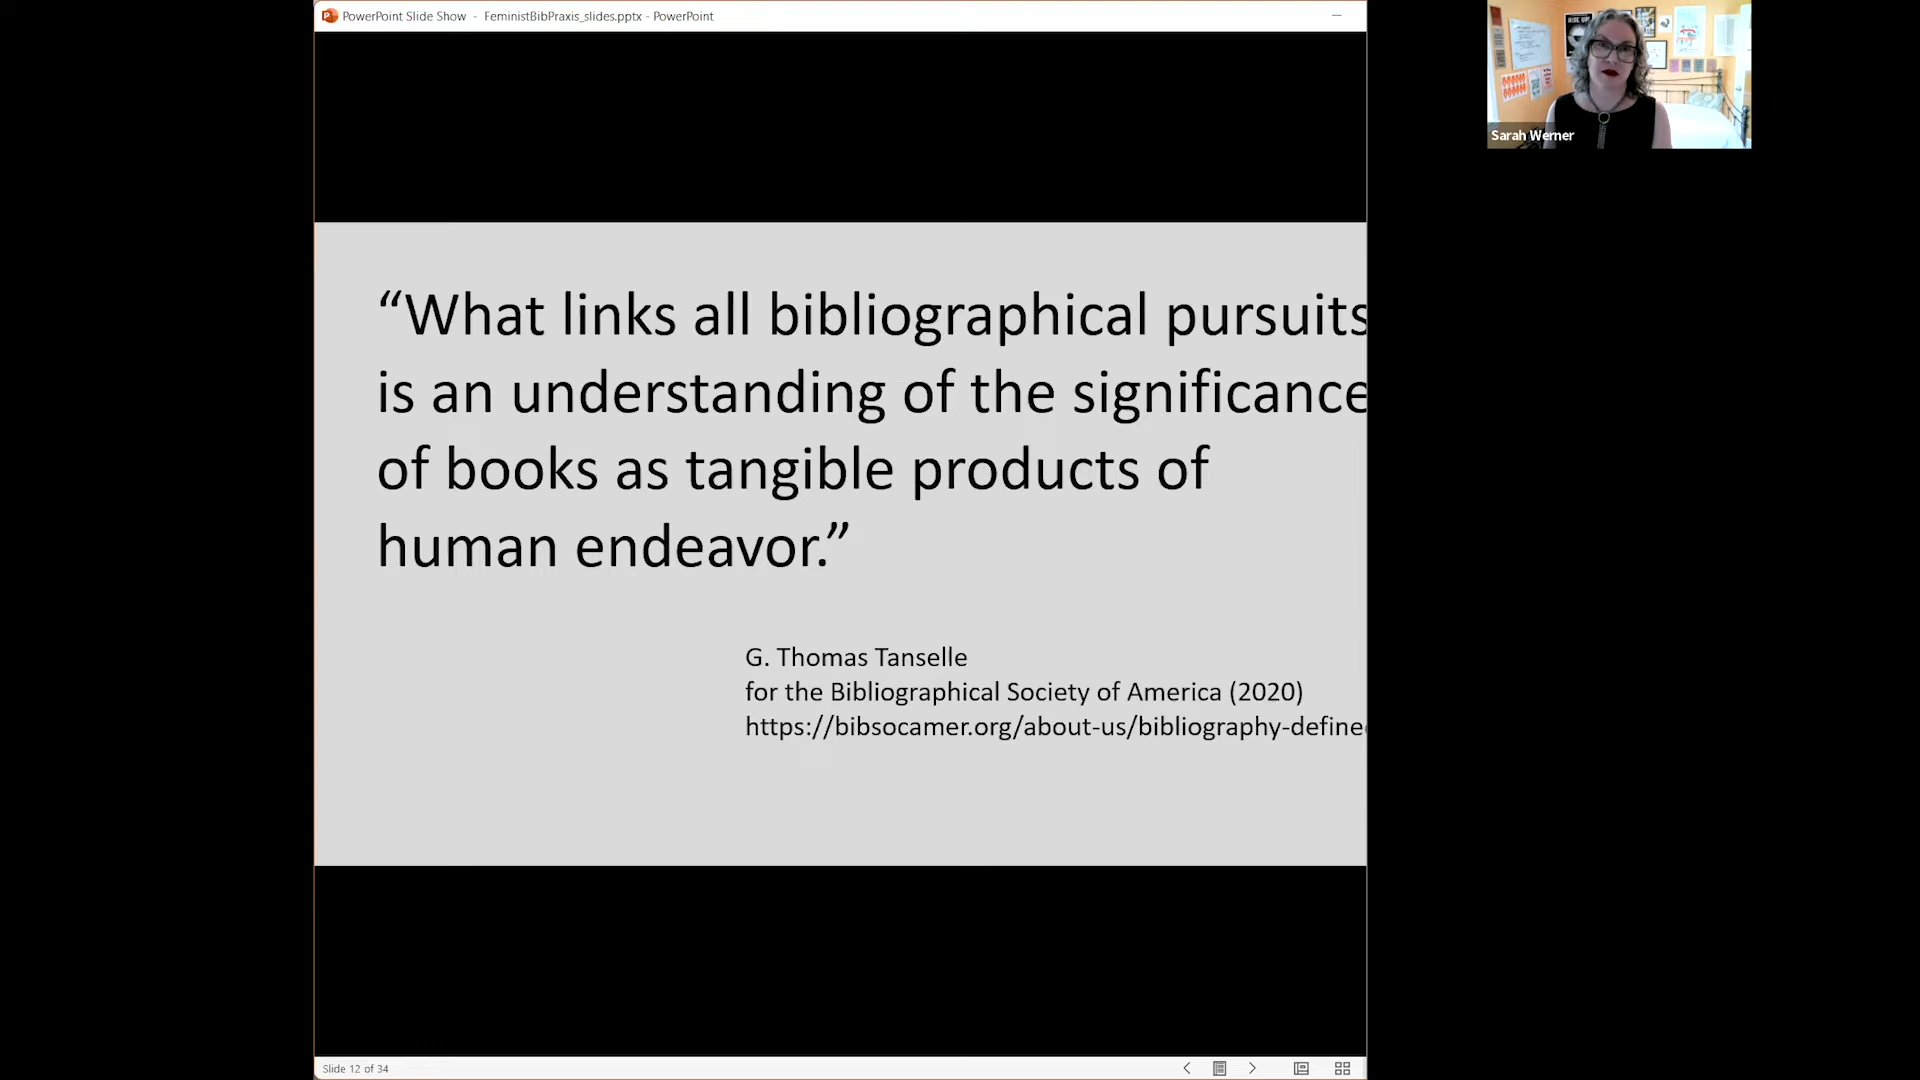 PowerPoint Slide Show - FeministBibPraxis_slides.pptx - PowerPoint
RISE UP!
Sarah Werner
“What links all bibliographical pursuits
is an understanding of the significance
of books as tangible products of
human endeavor.”
G. Thomas Tanselle
for the Bibliographical Society of America (2020)
https://bibsocamer.org/about-us/bibliography-define
Slide 12 of 34